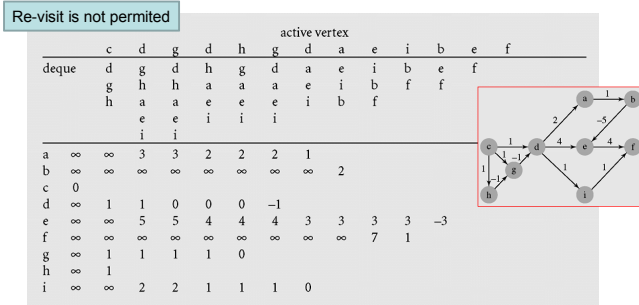 Re-visit is not permited
active vertex
c d g d h g d a e i b e f
deque d g d h g d a e i b e f
g h h a a a e i b f f
h a a e e e i b f
e e i i i
i i
a ∞ ∞ 3 3 2 2 2 1
b ∞ ∞ ∞ ∞ ∞ ∞ ∞ ∞ 2
c 0
d ∞ 1 1 0 0 0 −1
e ∞ ∞ 5 5 4 4 4 3 3 3 3 −3
f ∞ ∞ ∞ ∞ ∞ ∞ ∞ ∞ ∞ 7 1
g ∞ 1 1 1 1 0
h ∞ 1
i ∞ ∞ 2 2 1 1 1 0
1
a b
2 −5
1 4 4
c d e f
1 −1
1 g 1 1
−1
h i